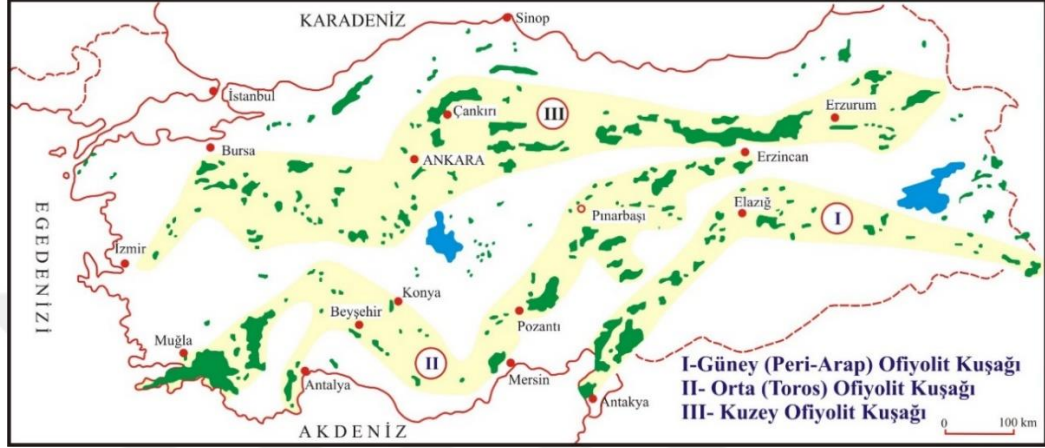 KARADENİZ
Sinop
İstanbul
Çankırı
III
Erzurum
Bursa
ANKARA
Erzincan
Pınarbaşı
Elazığ
I
EGEDENİZİ
İzmir
Konya
Beyşehir
Pozantı
Muğla
II
Antalya
Mersin
Antakya
AKDENİZ
I-Güney (Peri-Arap) Ofiyolit Kuşağı
II- Orta (Toros) Ofiyolit Kuşağı
III- Kuzey Ofiyolit Kuşağı
0 100 km